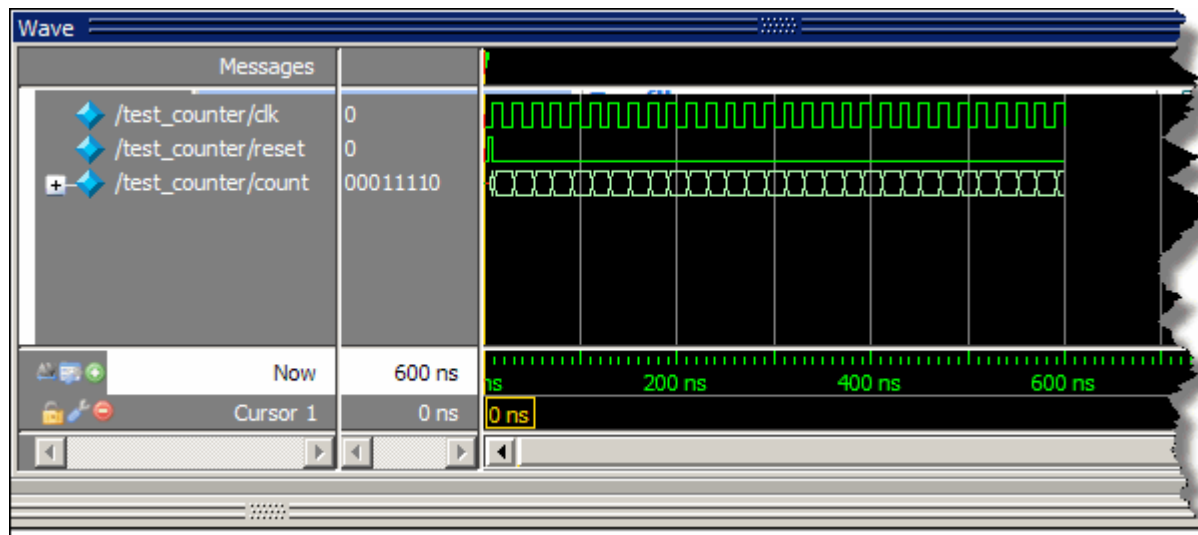 Wave
Messages
/test_counter/clk 0
/test_counter/reset 0
/test_counter/count 00011110
Now 600 ns ns 200 ns 400 ns 600 ns
Cursor 1 0 ns 0 ns